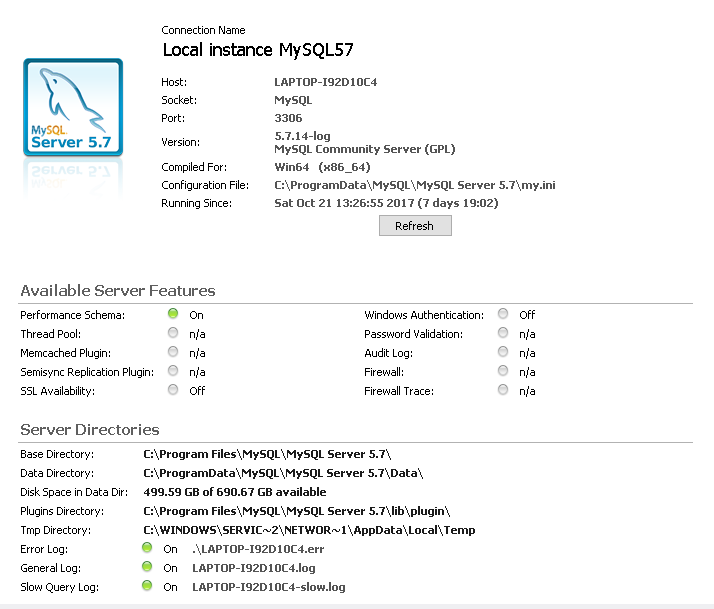 Connection Name
Local instance MySQL57
MySQL
Server 5.7
Host: LAPTOP-I92D10C4
Socket: MySQL
Port: 3306
Version: 5.7.14-log
MySQL Community Server (GPL)
Compiled For: Win64 (x86_64)
Configuration File: C:\ProgramData\MySQL\MySQL Server 5.7\my.ini
Running Since: Sat Oct 21 13:26:55 2017 (7 days 19:02)
Refresh
Available Server Features
Performance Schema: On Windows Authentication: Off
Thread Pool: n/a Password Validation: n/a
Memcached Plugin: n/a Audit Log: n/a
Semisync Replication Plugin: n/a Firewall: n/a
SSL Availability: Off Firewall Trace: n/a
Server Directories
Base Directory: C:\Program Files\MySQL\MySQL Server 5.7\
Data Directory: C:\ProgramData\MySQL\MySQL Server 5.7\Data\
Disk Space in Data Dir: 499.59 GB of 690.67 GB available
Plugins Directory: C:\Program Files\MySQL\MySQL Server 5.7\lib\plugin\
Tmp Directory: C:\WINDOWS\SERVIC~2\NETWOR~1\AppData\Local\Temp
Error Log: On .\LAPTOP-I92D10C4.err
General Log: On LAPTOP-I92D10C4.log
Slow Query Log: On LAPTOP-I92D10C4-slow.log